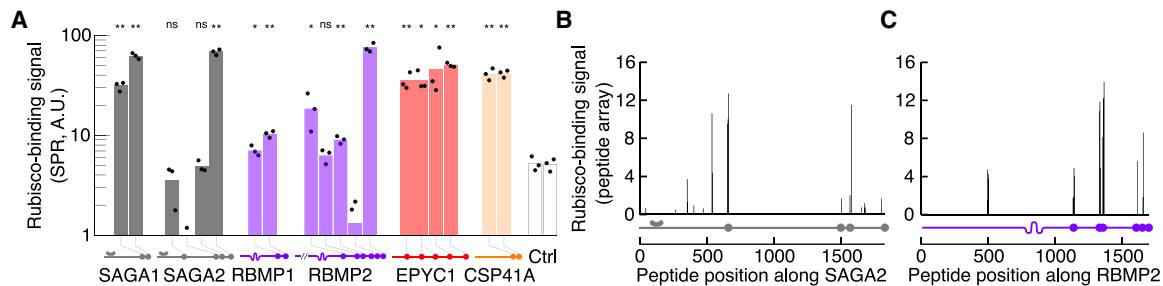 A
** ** ns ns ** * ** * ns ** ** ** * * ** ** **
Rubisco-binding signal
(SPR, A.U.)
100
10
1
SAGA1 SAGA2 RBMP1 RBMP2 EPYC1 CSP41A Ctrl
B
Rubisco-binding signal
(peptide array)
16
12
8
4
0
0 500 1000 1500
Peptide position along SAGA2
C
16
12
8
4
0
0 500 1000 1500
Peptide position along RBMP2